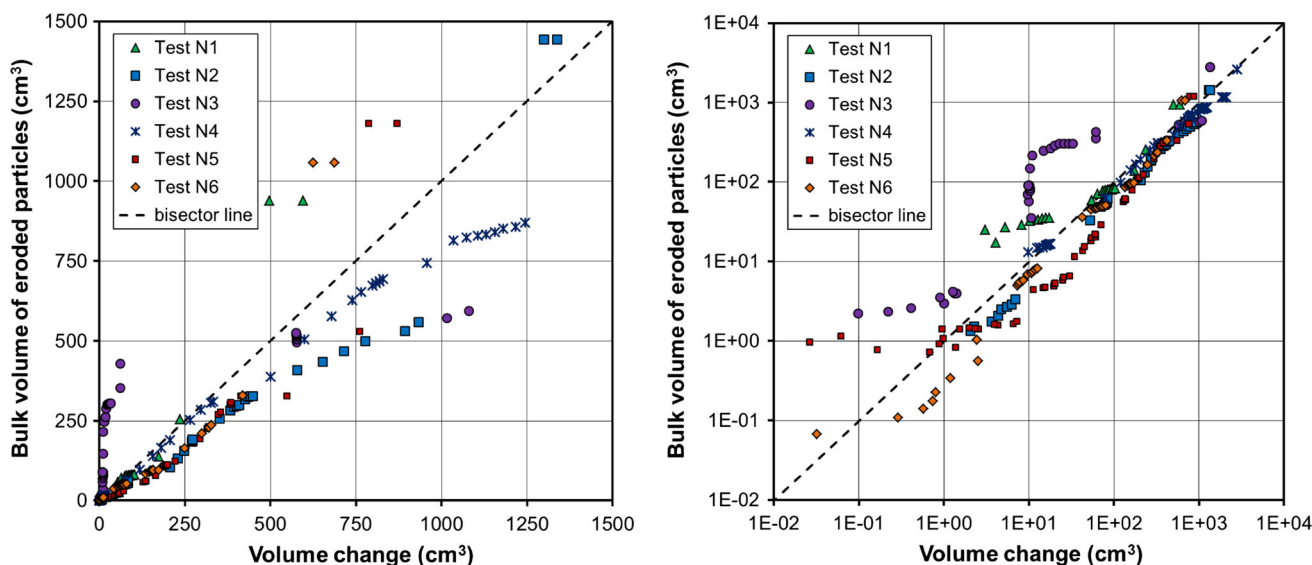 Bulk volume of eroded particles (cm³)
1500
1250
1000
750
500
250
0
Test N1
Test N2
Test N3
Test N4
Test N5
Test N6
bisector line
0
250
500
750
1000
1250
1500
Volume change (cm³)
Bulk volume of eroded particles (cm³)
1E+04
1E+03
1E+02
1E+01
1E+00
1E-01
1E-02
Test N1
Test N2
Test N3
Test N4
Test N5
Test N6
bisector line
1E-02
1E-01
1E+00
1E+01
1E+02
1E+03
1E+04
Volume change (cm³)